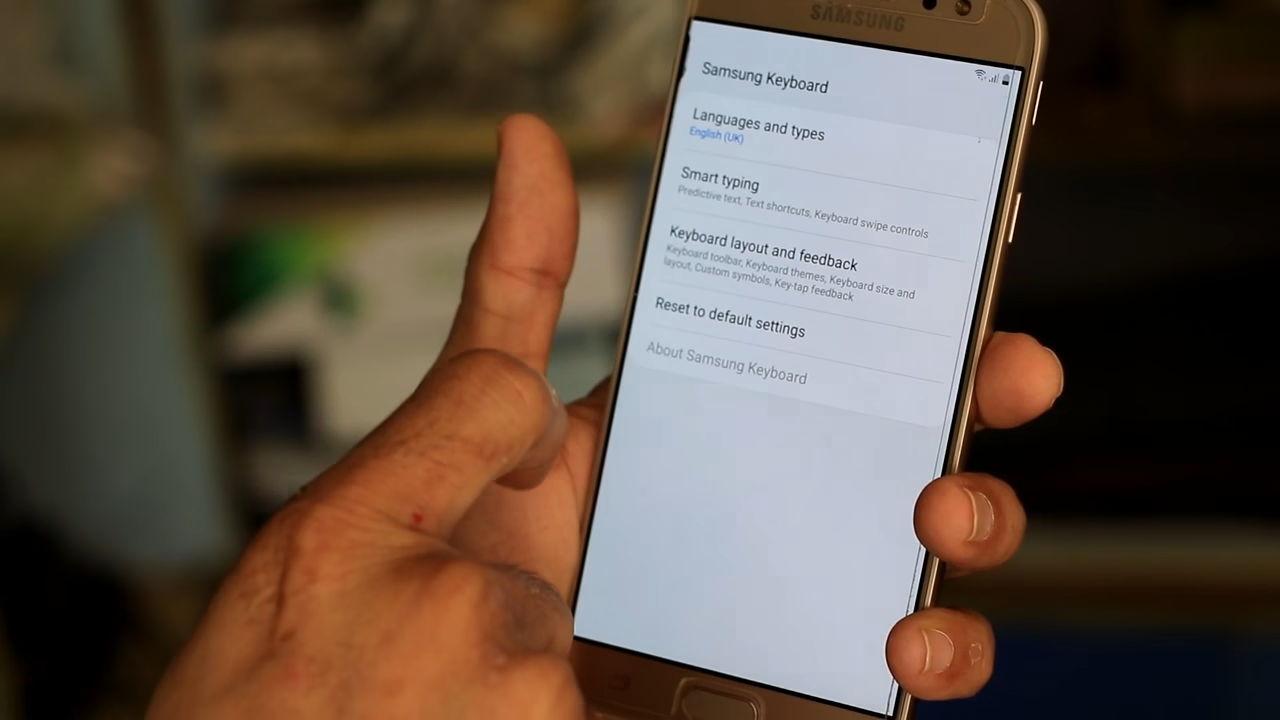 SAMSUNG
Samsung Keyboard
Languages and types
English (UK)
Smart typing
Predictive text, Text shortcuts, Keyboard swipe controls
Keyboard layout and feedback
Keyboard toolbar, Keyboard themes, Keyboard size and
layout, Custom symbols, Key-tap feedback
Reset to default settings
About Samsung Keyboard